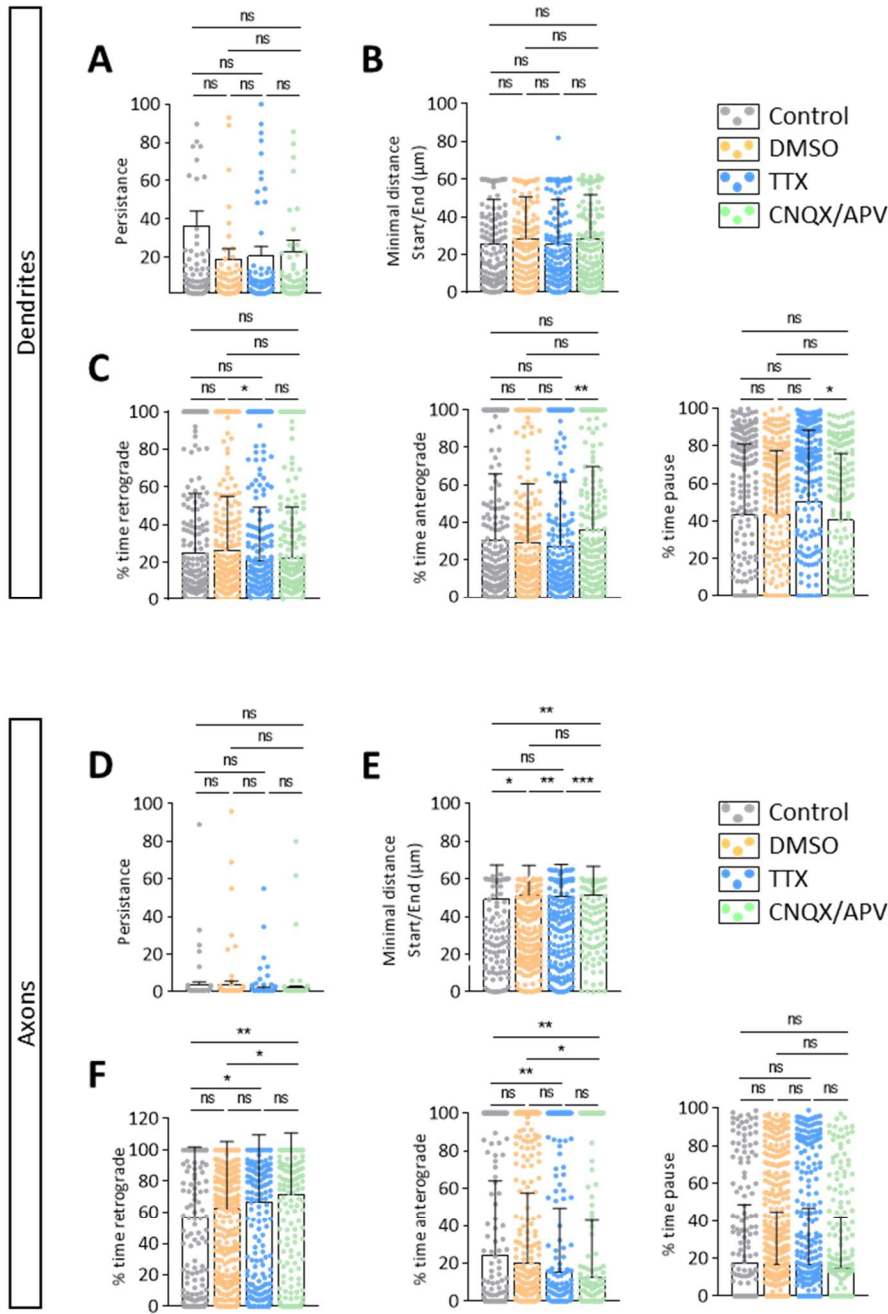 Dendrites
A
ns
ns
ns
ns ns ns
Persistance
100
80
60
40
20
B
ns
ns
ns
ns ns ns
Minimal distance
Start/End (µm)
100
80
60
40
20
0
Control
DMSO
TTX
CNQX/APV
C
ns
ns
ns
ns * ns
% time retrograde
100
80
60
40
20
0
ns
ns
ns
ns ns **
% time anterograde
100
80
60
40
20
0
ns
ns
ns
ns ns *
% time pause
100
80
60
40
20
0
Axons
D
ns
ns
ns
ns ns ns
Persistance
100
80
60
40
20
0
E
**
ns
ns
* ** ***
Minimal distance
Start/End (µm)
100
80
60
40
20
0
Control
DMSO
TTX
CNQX/APV
F
**
*
*
ns ns ns
% time retrograde
120
100
80
60
40
20
0
**
*
**
ns ns ns
% time anterograde
100
80
60
40
20
0
ns
ns
ns
ns ns ns
% time pause
100
80
60
40
20
0